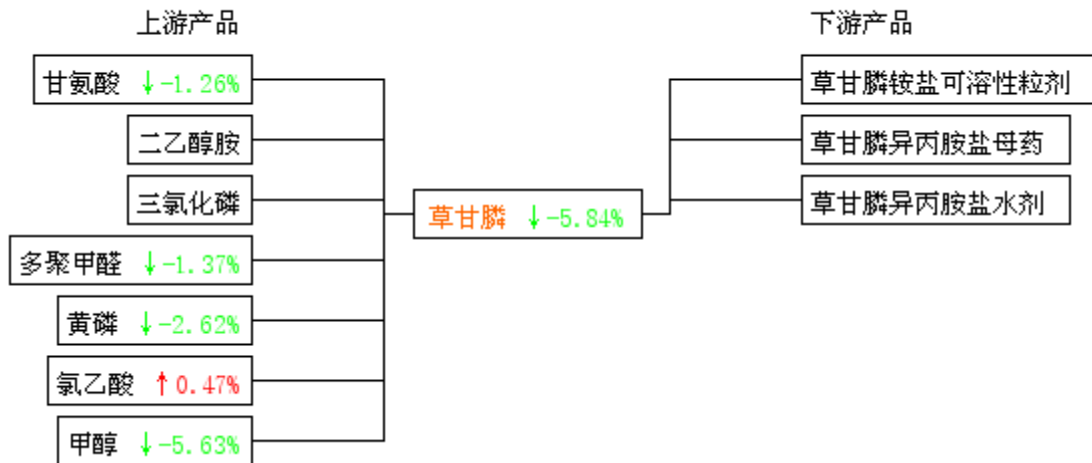 上游产品
下游产品
甘氨酸 ↓-1.26%
二乙醇胺
三氯化磷
多聚甲醛 ↓-1.37%
黄磷 ↓-2.62%
氯乙酸 ↑0.47%
甲醇 ↓-5.63%
草甘膦 ↓-5.84%
草甘膦铵盐可溶性粒剂
草甘膦异丙胺盐母药
草甘膦异丙胺盐水剂